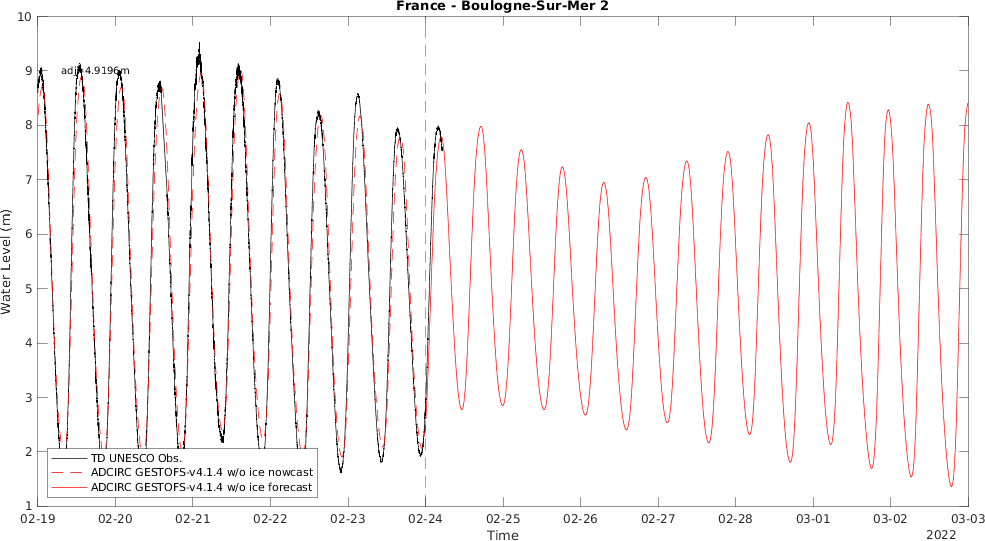 France - Boulogne-Sur-Mer 2
10
9
8
7
6
5
4
3
2
1
Water Level (m)
adj=4.9196m
TD UNESCO Obs.
ADCIRC GESTOFS-v4.1.4 w/o ice nowcast
ADCIRC GESTOFS-v4.1.4 w/o ice forecast
02-19 02-20 02-21 02-22 02-23 02-24 02-25 02-26 02-27 02-28 03-01 03-02 03-03
Time
2022